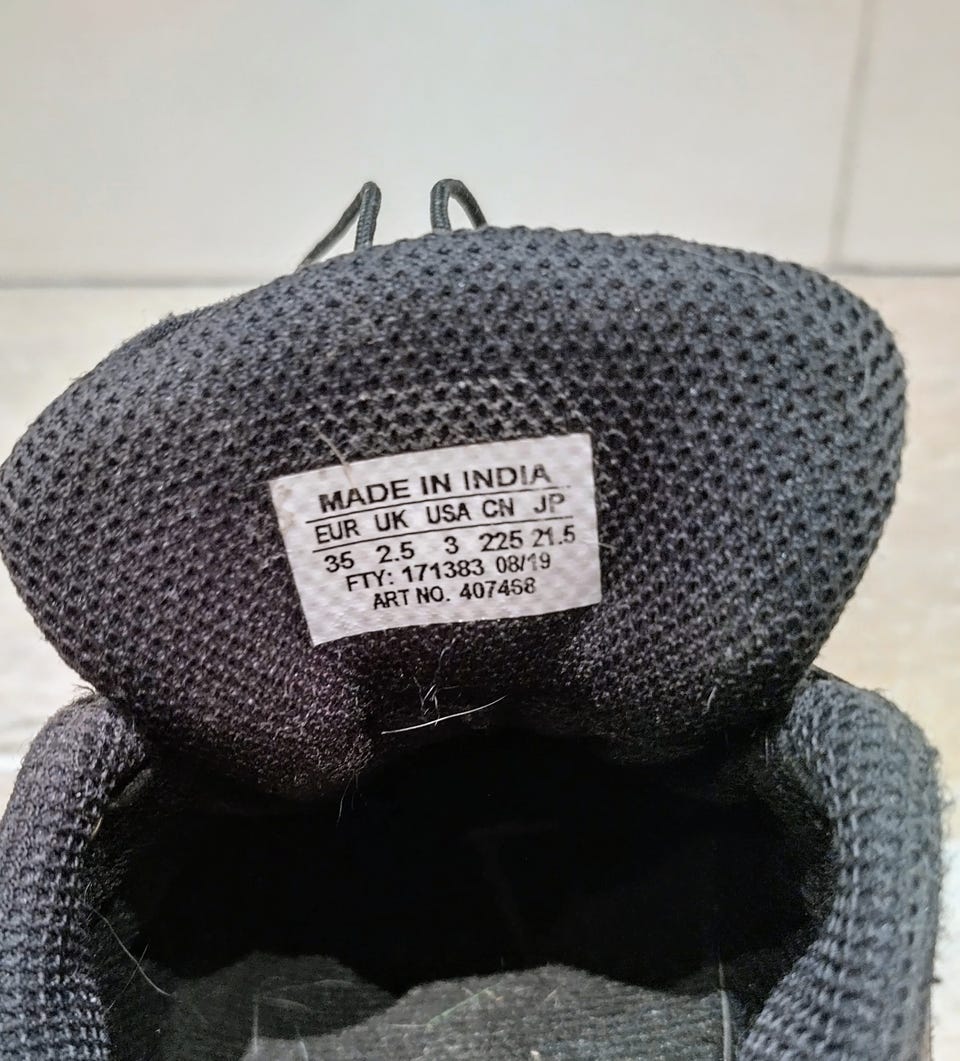 MADE IN INDIA
EUR UK USA CN JP
35 2.5 3 225 21.5
FTY: 171383 08/19
ART NO. 407468